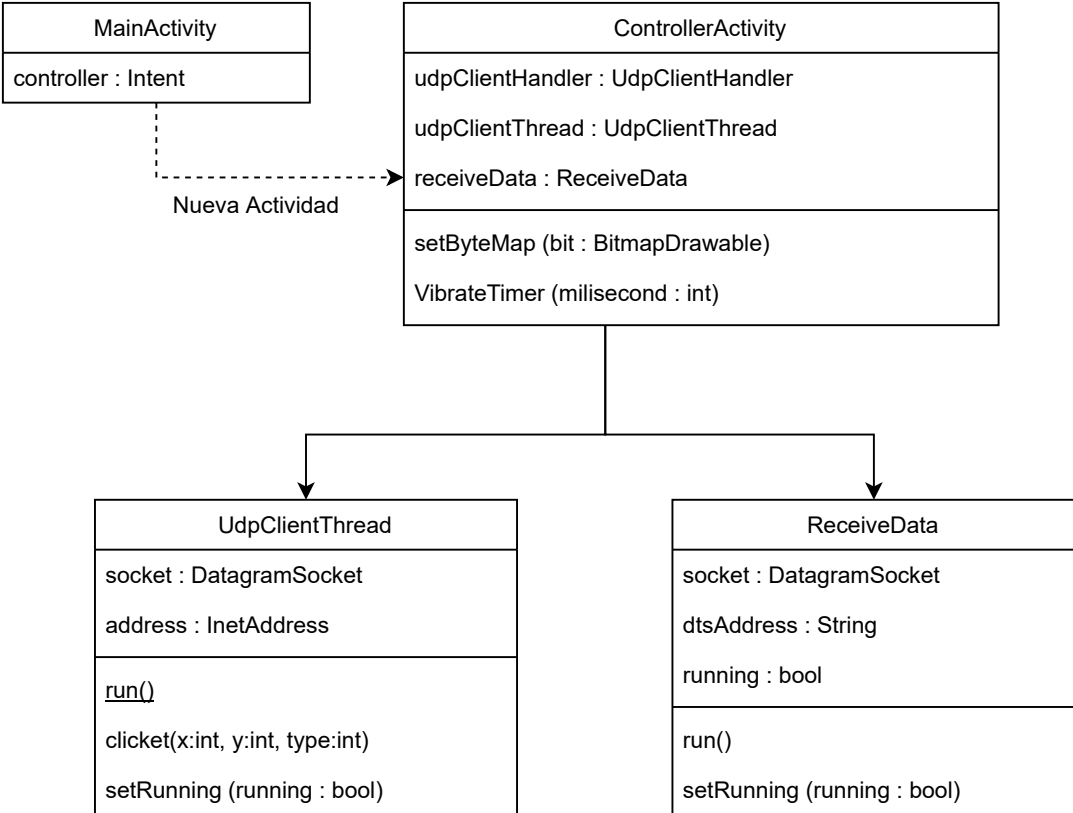 MainActivity
controller : Intent
Nueva Actividad
ControllerActivity
udpClientHandler : UdpClientHandler
udpClientThread : UdpClientThread
receiveData : ReceiveData
setByteMap (bit : BitmapDrawable)
VibrateTimer (milisecond : int)
UdpClientThread
socket : DatagramSocket
address : InetAddress
run()
clicket(x:int, y:int, type:int)
setRunning (running : bool)
ReceiveData
socket : DatagramSocket
dtsAddress : String
running : bool
run()
setRunning (running : bool)